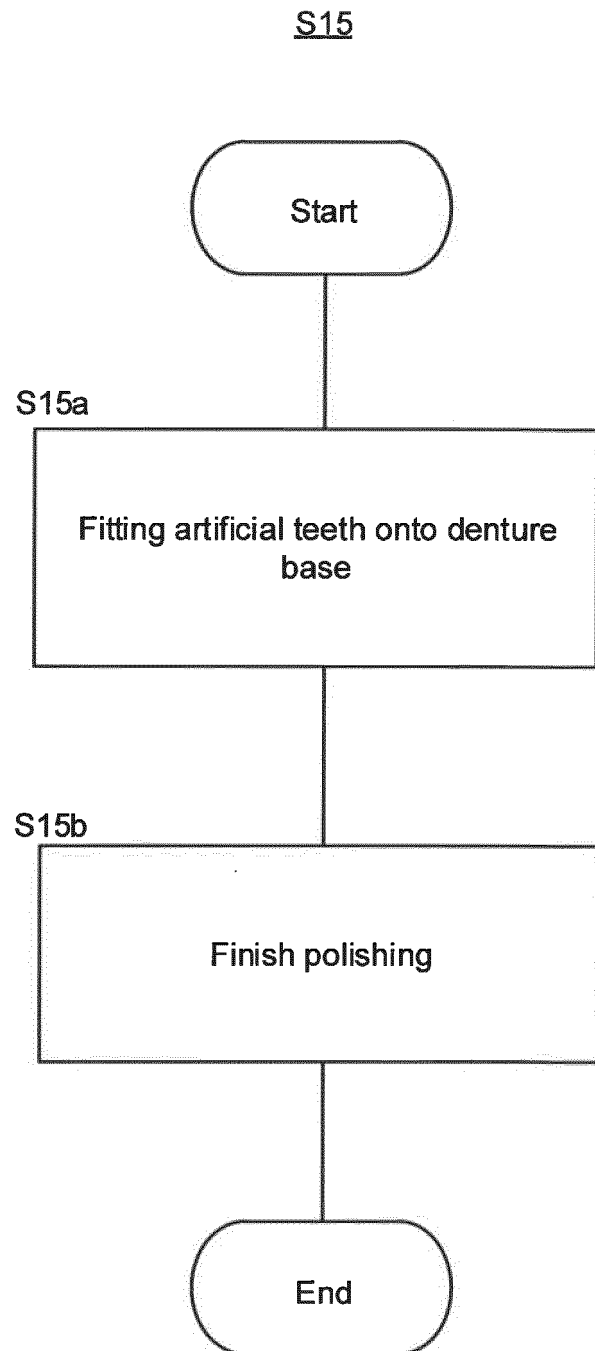 S15
Start
S15a
Fitting artificial teeth onto denture
base
S15b
Finish polishing
End